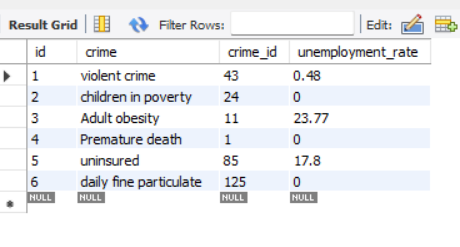 Result Grid Filter Rows: Edit:
id crime crime_id unemployment_rate
1 violent crime 43 0.48
2 children in poverty 24 0
3 Adult obesity 11 23.77
4 Premature death 1 0
5 uninsured 85 17.8
6 daily fine particulate 125 0
NULL NULL NULL NULL